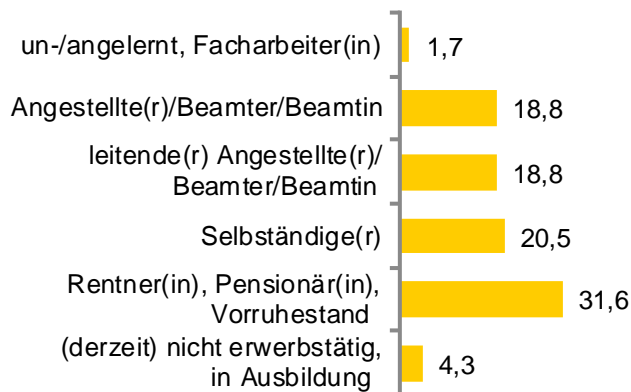 un-/angelernt, Facharbeiter(in)
1,7
Angestellte(r)/Beamter/Beamtin
18,8
leitende(r) Angestellte(r)/
Beamter/Beamtin
18,8
Selbständige(r)
20,5
Rentner(in), Pensionär(in),
Vorruhestand
31,6
(derzeit) nicht erwerbstätig,
in Ausbildung
4,3